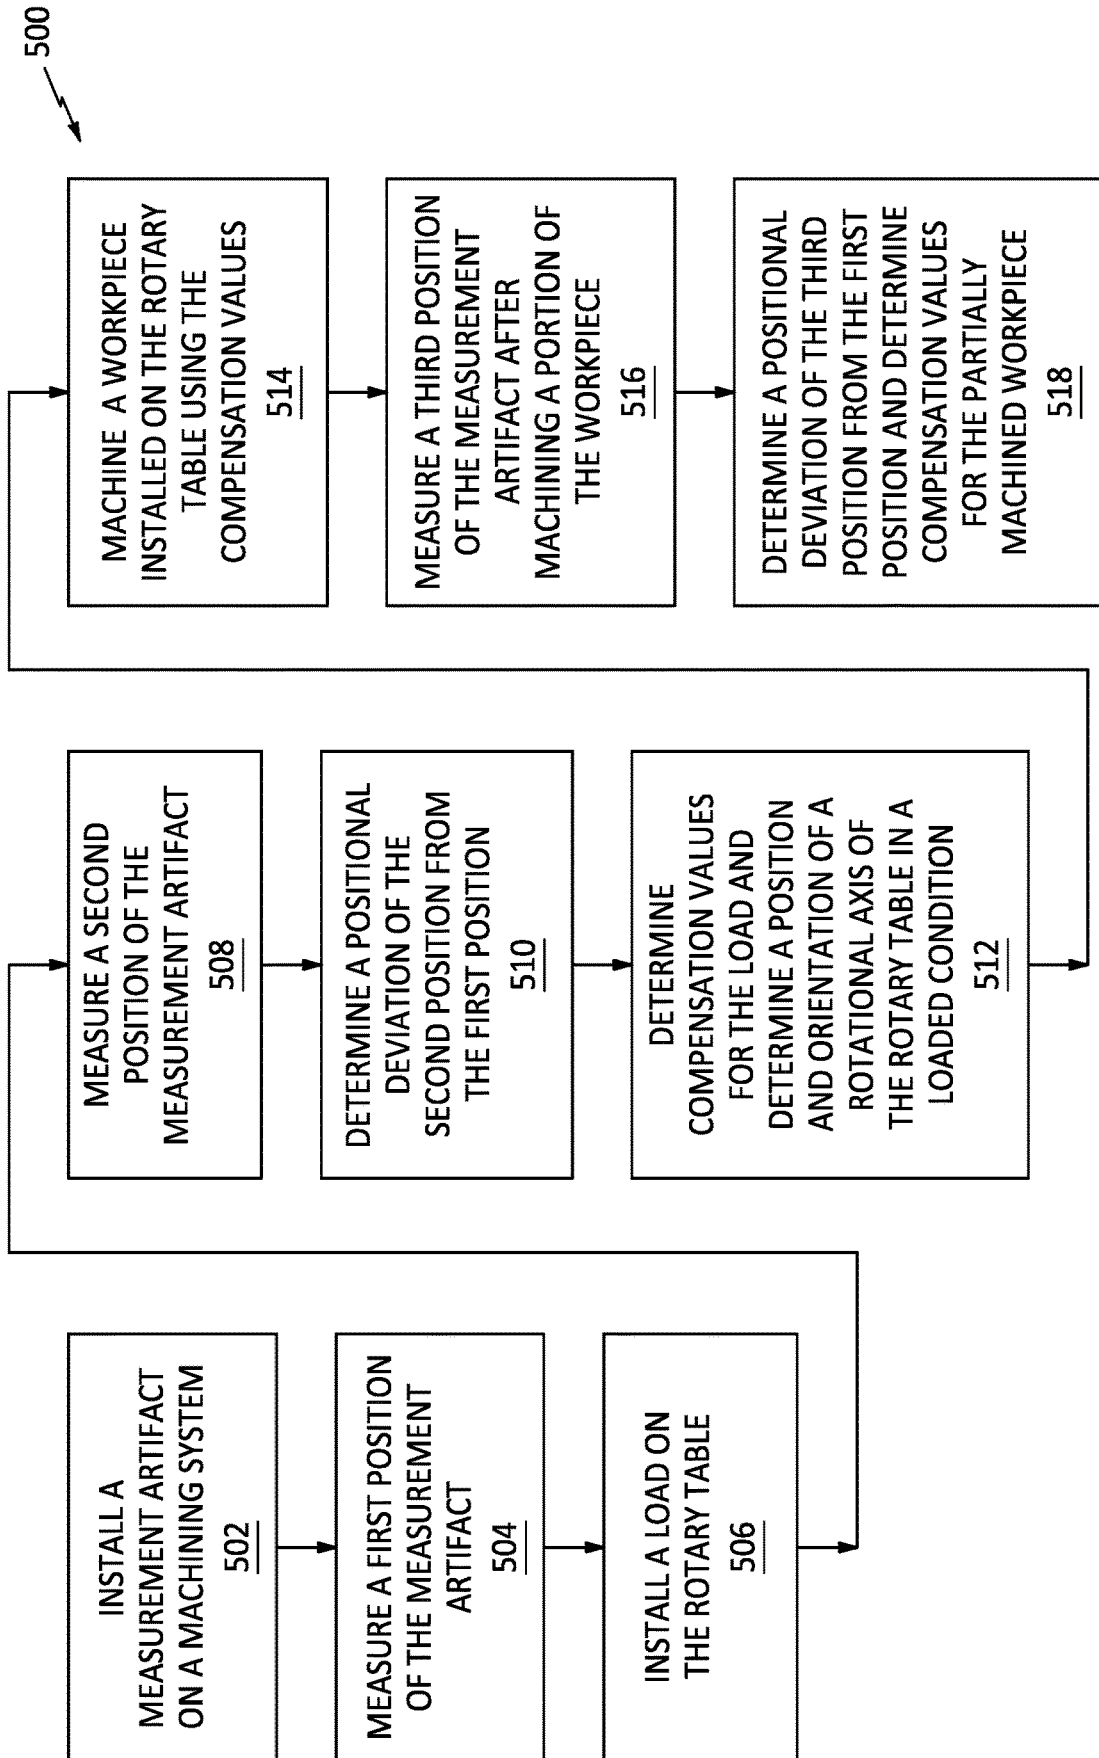 500
INSTALL A
MEASUREMENT ARTIFACT
ON A MACHINING SYSTEM
502
MEASURE A FIRST POSITION
OF THE MEASUREMENT
ARTIFACT
504
INSTALL A LOAD ON
THE ROTARY TABLE
506
MEASURE A SECOND
POSITION OF THE
MEASUREMENT ARTIFACT
508
DETERMINE A POSITIONAL
DEVIATION OF THE
SECOND POSITION FROM
THE FIRST POSITION
510
DETERMINE
COMPENSATION VALUES
FOR THE LOAD AND
DETERMINE A POSITION
AND ORIENTATION OF A
ROTATIONAL AXIS OF
THE ROTARY TABLE IN A
LOADED CONDITION
512
MACHINE A WORKPIECE
INSTALLED ON THE ROTARY
TABLE USING THE
COMPENSATION VALUES
514
MEASURE A THIRD POSITION
OF THE MEASUREMENT
ARTIFACT AFTER
MACHINING A PORTION OF
THE WORKPIECE
516
DETERMINE A POSITIONAL
DEVIATION OF THE THIRD
POSITION FROM THE FIRST
POSITION AND DETERMINE
COMPENSATION VALUES
FOR THE PARTIALLY
MACHINED WORKPIECE
518